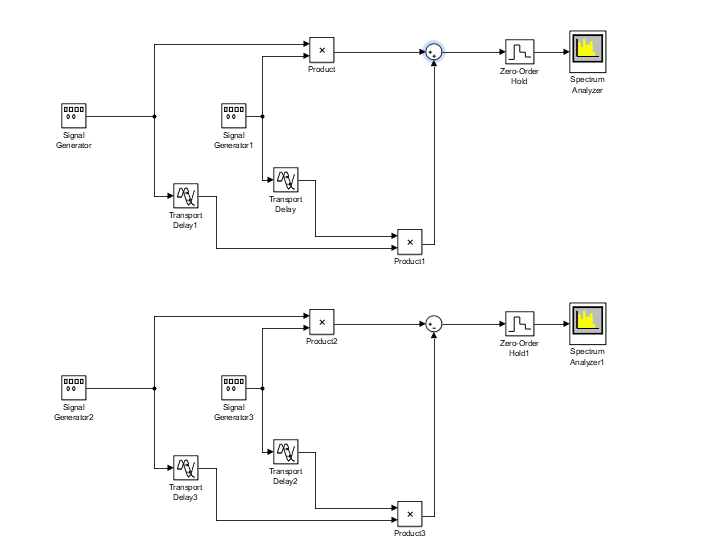 Product
Zero-Order
Hold
Spectrum
Analyzer
Signal
Generator
Signal
Generator1
Transport
Delay
Transport
Delay1
Product1
Product2
Zero-Order
Hold1
Spectrum
Analyzer1
Signal
Generator2
Signal
Generator3
Transport
Delay2
Transport
Delay3
Product3